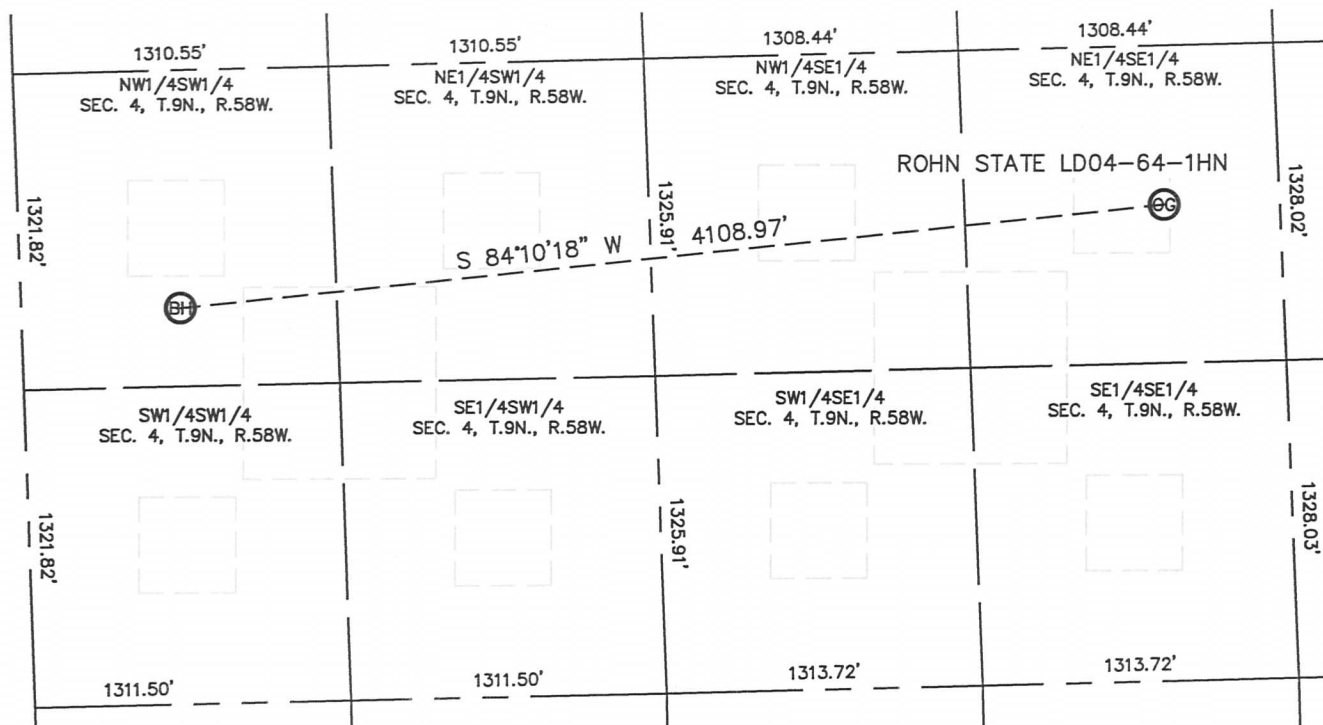 1310.55'
1310.55'
1308.44'
1308.44'
NW1/4SW1/4
SEC. 4, T.9N., R.58W.
NE1/4SW1/4
SEC. 4, T.9N., R.58W.
NW1/4SE1/4
SEC. 4, T.9N., R.58W.
NE1/4SE1/4
SEC. 4, T.9N., R.58W.
ROHN STATE LD04-64-1HN
OG
1321.82'
1325.91'
1328.02'
S 84°10'18" W 4108.97'
BH
SW1/4SW1/4
SEC. 4, T.9N., R.58W.
SE1/4SW1/4
SEC. 4, T.9N., R.58W.
SW1/4SE1/4
SEC. 4, T.9N., R.58W.
SE1/4SE1/4
SEC. 4, T.9N., R.58W.
1321.82'
1325.91'
1328.03'
1311.50'
1311.50'
1313.72'
1313.72'